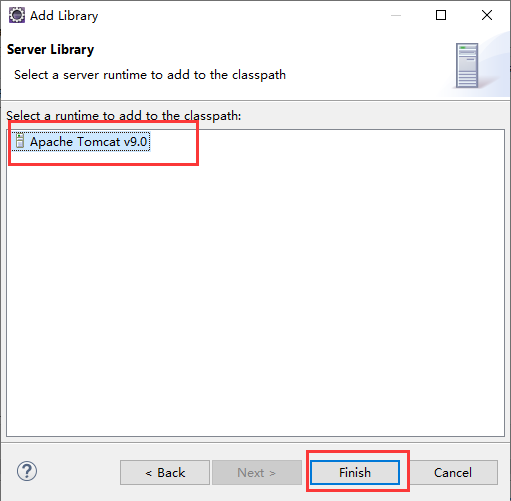 Add Library
Server Library
Select a server runtime to add to the classpath
Select a runtime to add to the classpath:
Apache Tomcat v9.0
?
< Back
Next >
Finish
Cancel